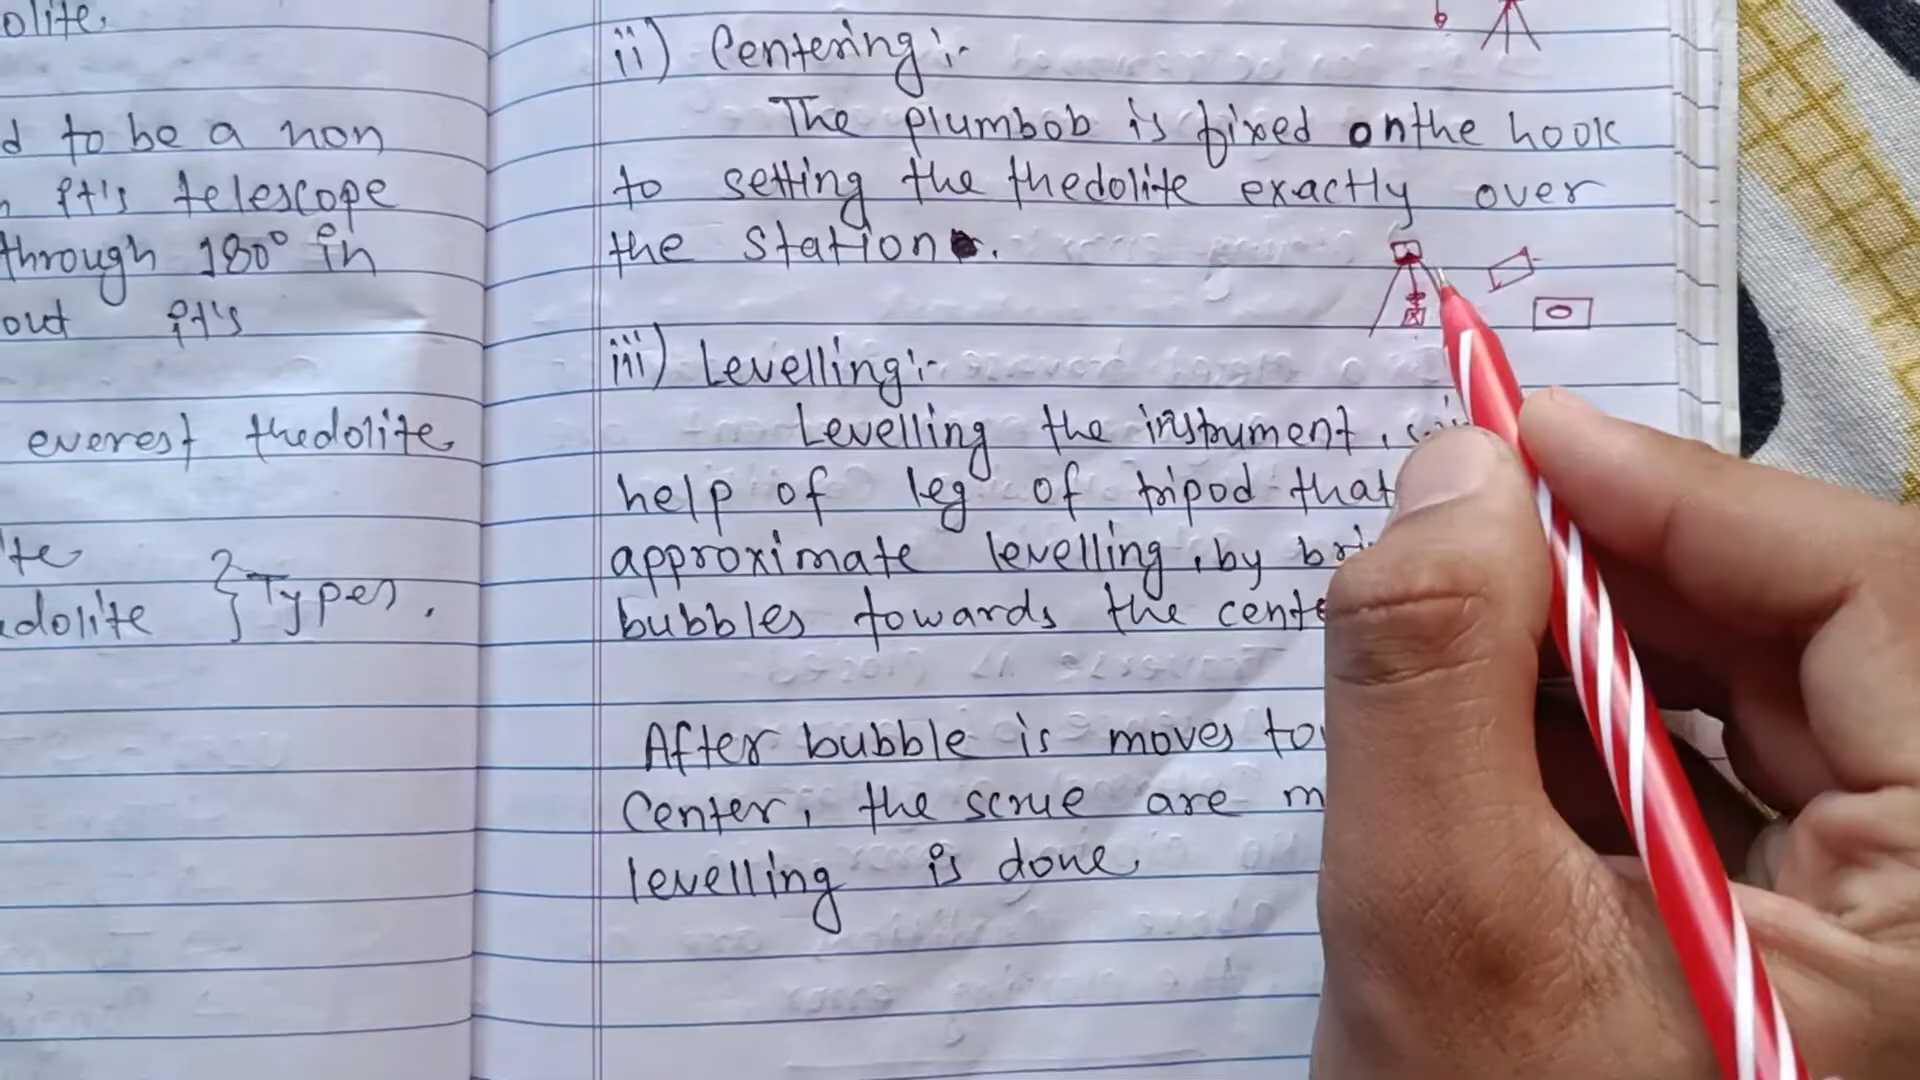 olite.
d to be a non
it's telescope
through 180° in
out it's
everest thedolite
te
dolite } Types.
ii) Centering:-
The plumbob is fixed on the hook
to setting the thedolite exactly over
the station.
iii) Levelling:-
Levelling the instrument,
help of leg of tripod that
approximate levelling, by
bubbles towards the cente
After bubble is moves
Center, the scrue are
levelling is done